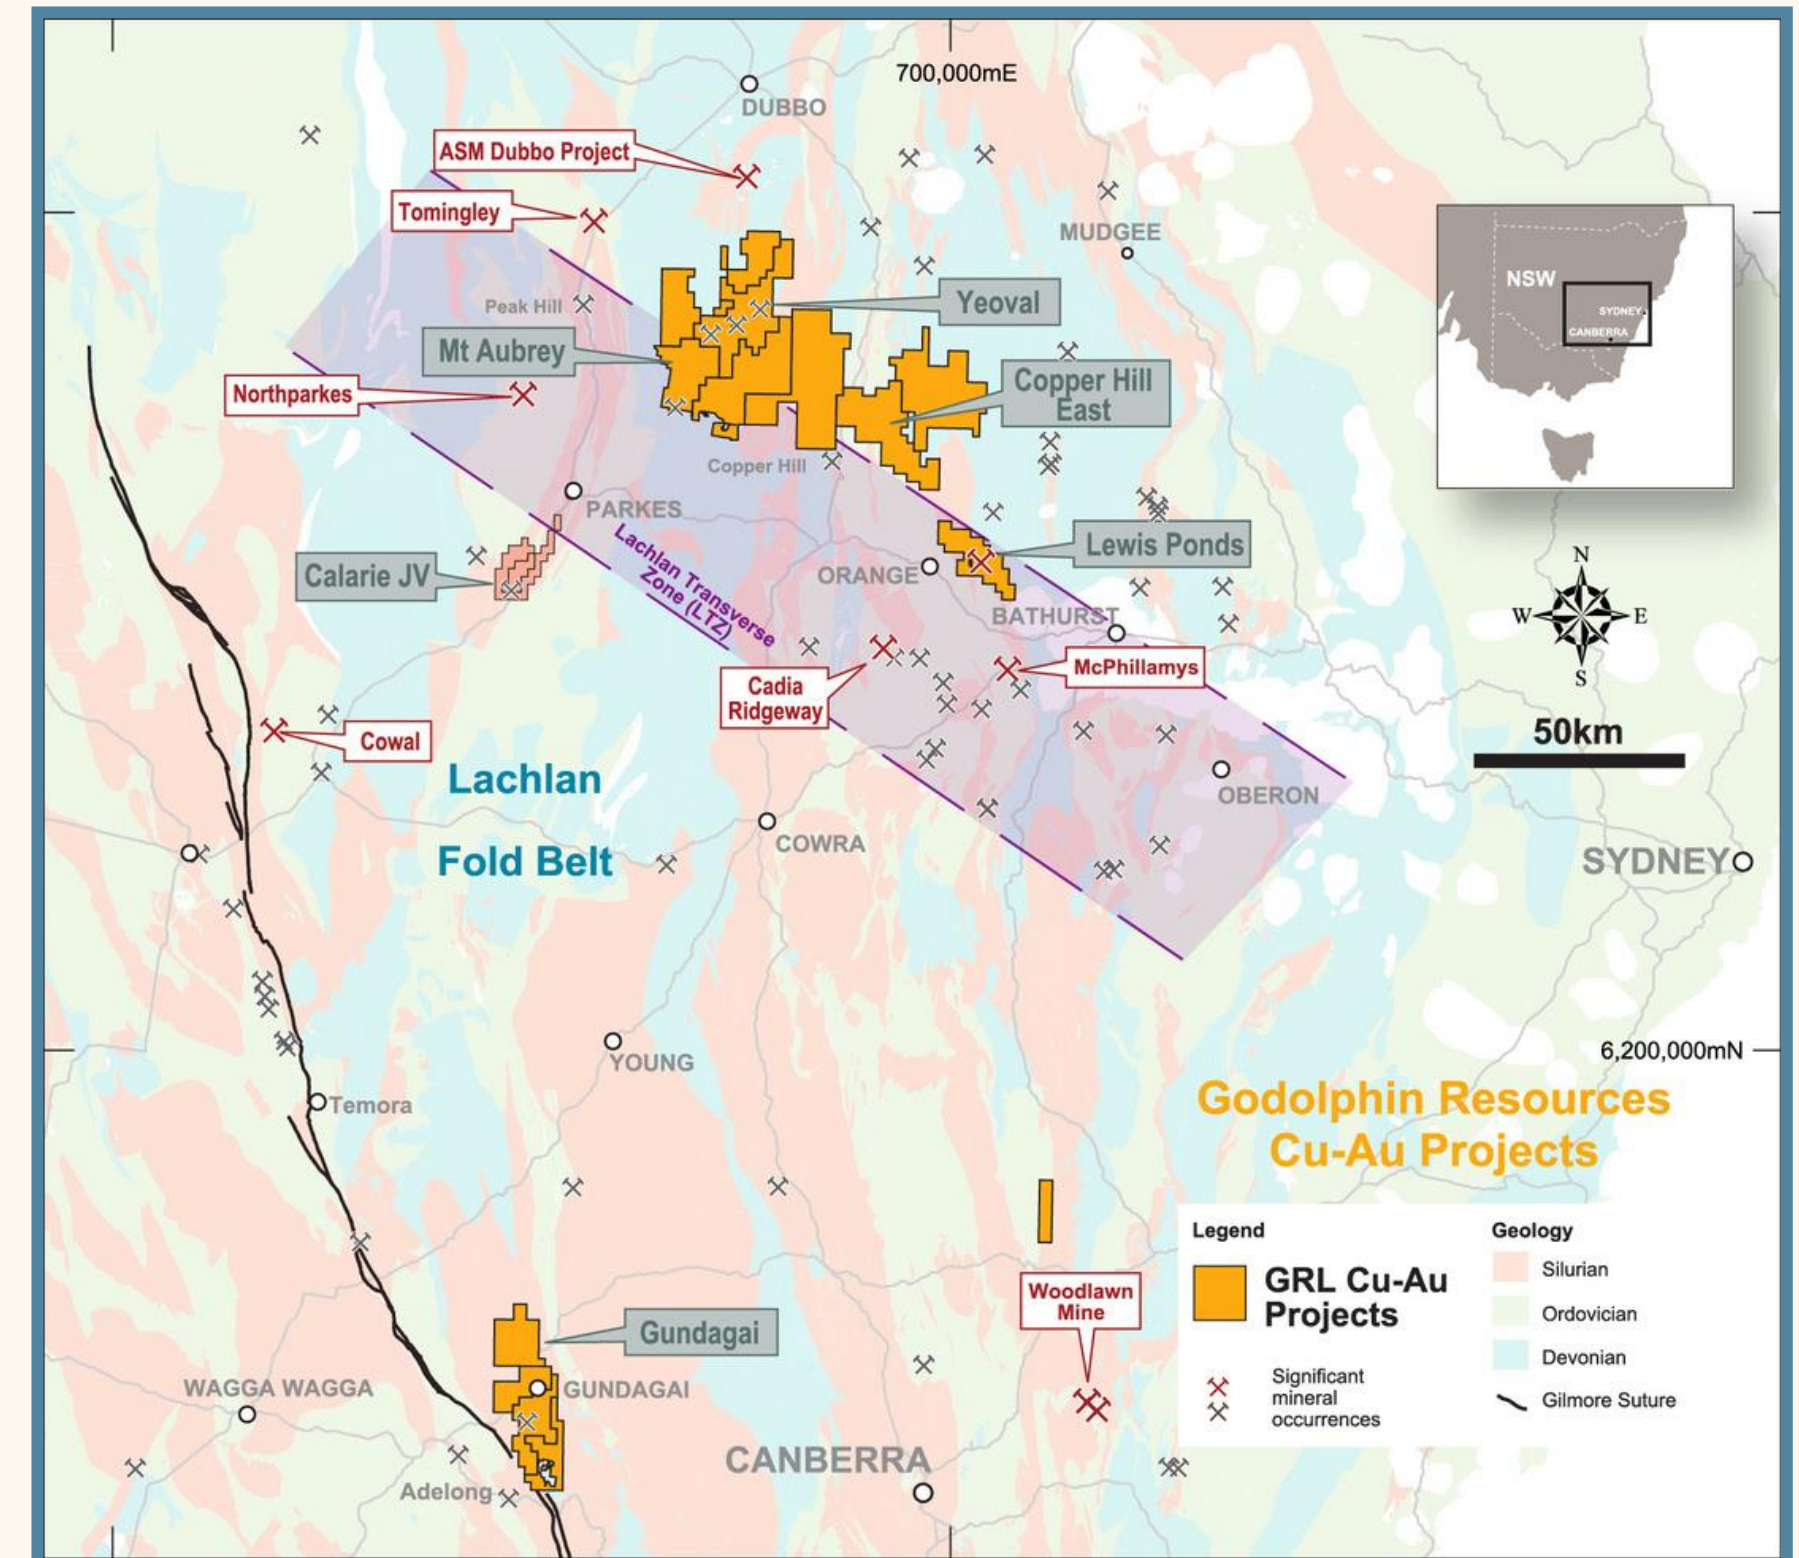 700,000mE
DUBBO
ASM Dubbo Project
Tomingley
MUDGEE
NSW
SYDNEY
CANBERRA
Peak Hill
Yeoval
Mt Aubrey
Northparkes
Copper Hill
East
Copper Hill
PARKES
Lachlan Transverse
Zone (LTZ)
Lewis Ponds
ORANGE
Calarie JV
BATHURST
N
W
E
S
McPhillamys
Cadia
Ridgeway
50km
Cowal
Lachlan
Fold Belt
OBERON
COWRA
SYDNEY
YOUNG
6,200,000mN
Temora
Godolphin Resources
Cu-Au Projects
Legend
GRL Cu-Au
Projects
Significant
mineral
occurrences
Geology
Silurian
Ordovician
Devonian
Gilmore Suture
Woodlawn
Mine
Gundagai
WAGGA WAGGA
GUNDAGAI
CANBERRA
Adelong